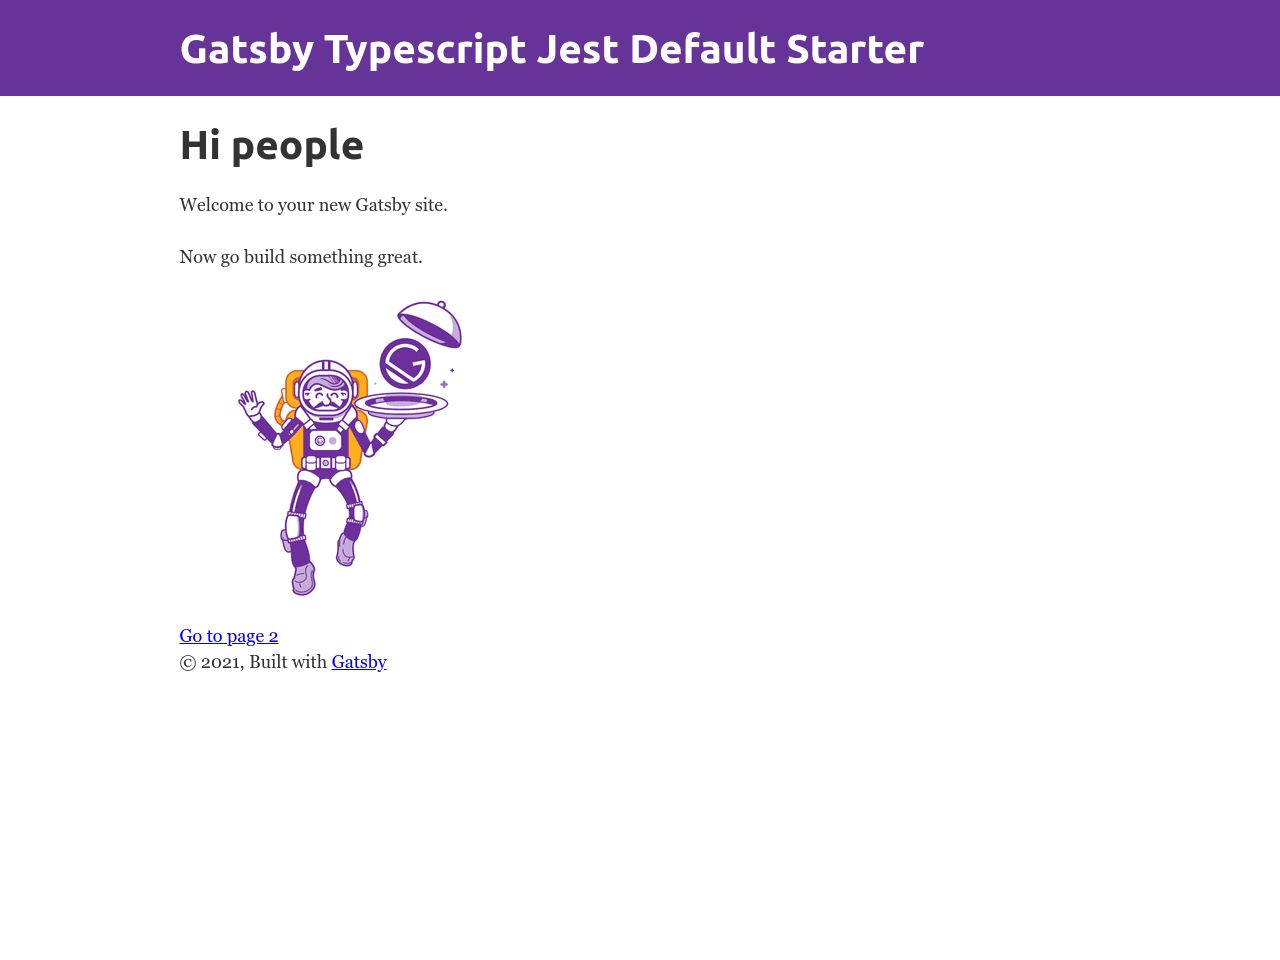 Gatsby Typescript Jest Default Starter
Hi people
Welcome to your new Gatsby site.
Now go build something great.
Go to page 2
© 2021, Built with Gatsby